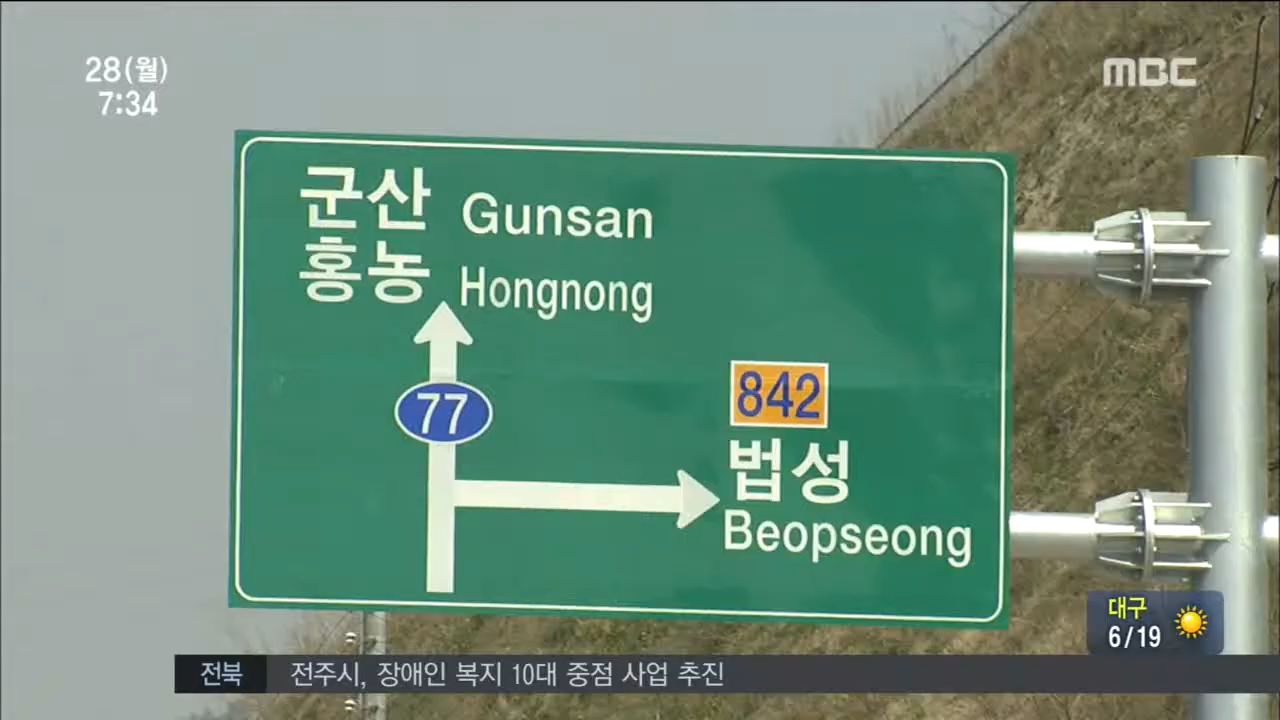 28(월)
7:34
MBC
군산 Gunsan
홍농 Hongnong
77
842
법성
Beopseong
대구
6/19
전북 전주시, 장애인 복지 10대 중점 사업 추진